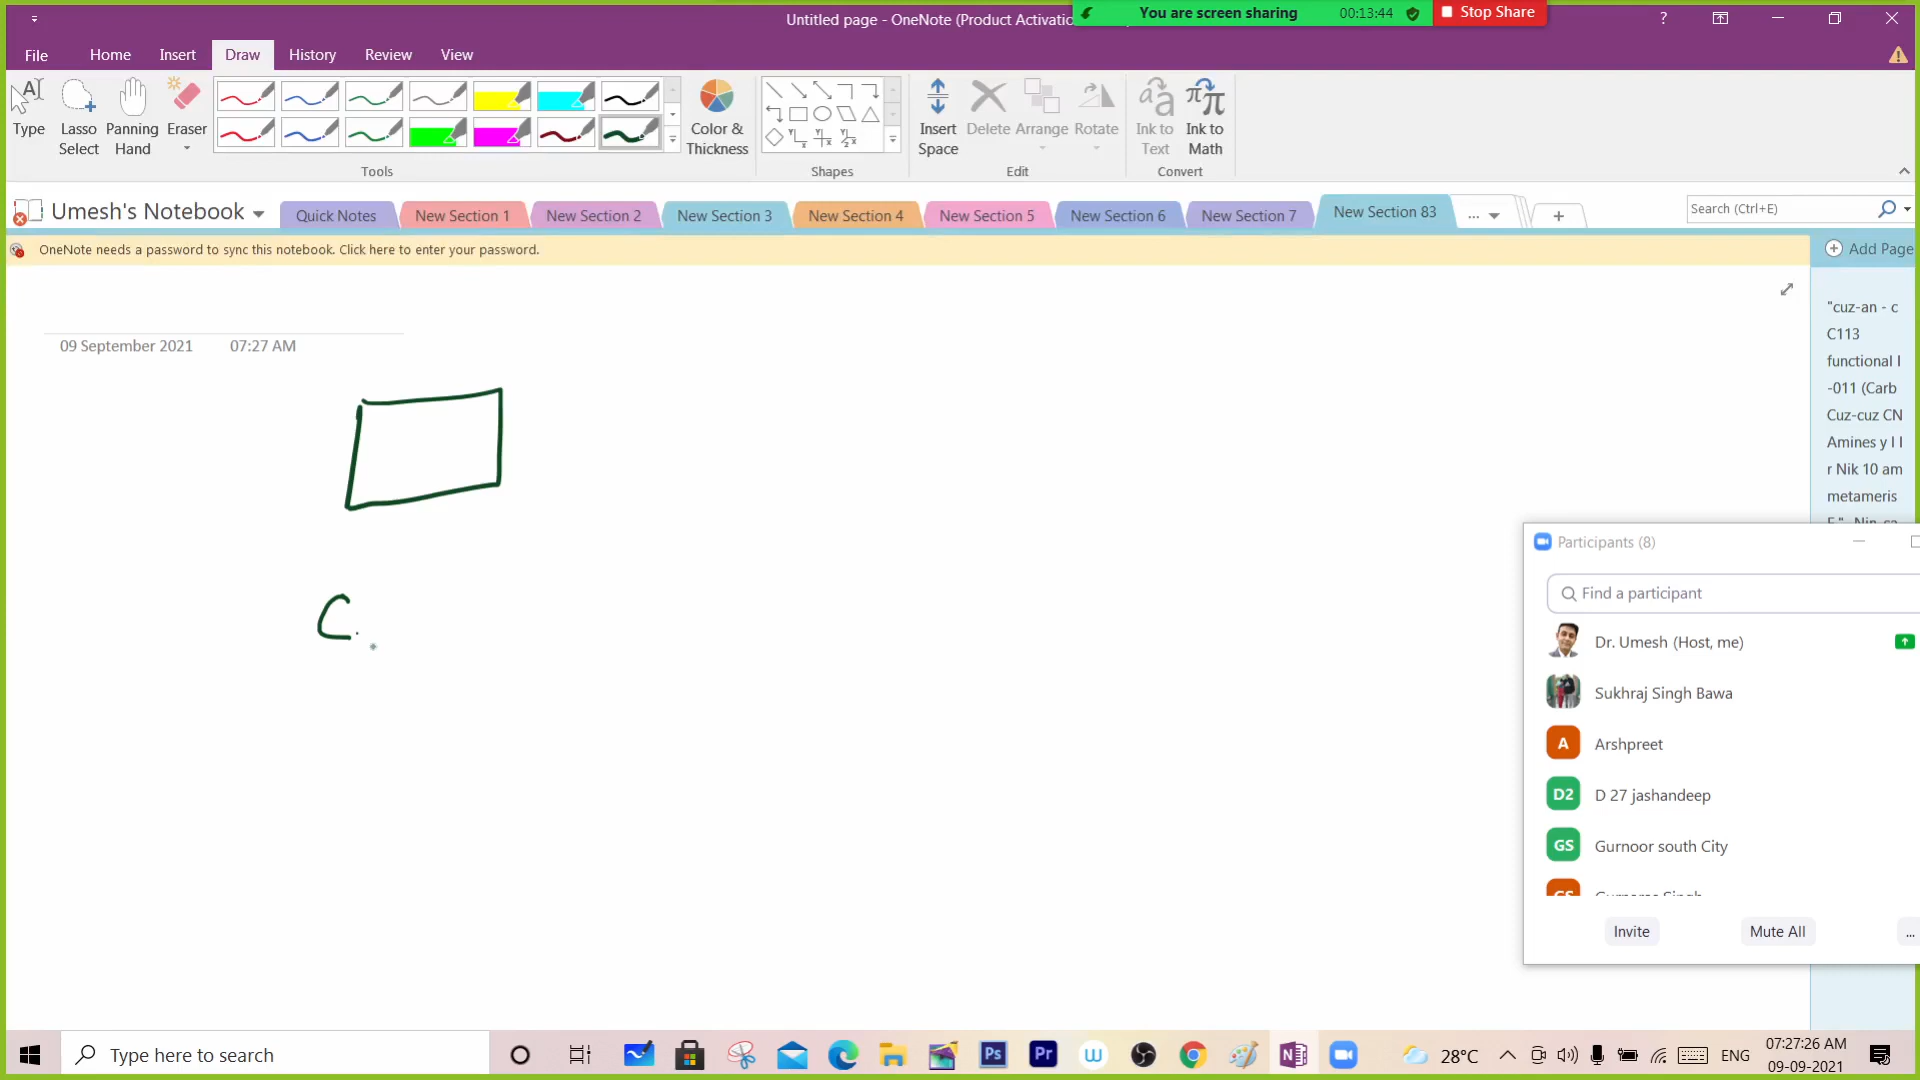 Untitled page - OneNote (Product Activatio
You are screen sharing
00:13:44
Stop Share
?
File
Home
Insert
Draw
History
Review
View
Type
Lasso Select
Panning Hand
Eraser
Color & Thickness
Insert Space
Delete
Arrange
Rotate
Ink to Text
Ink to Math
Tools
Shapes
Edit
Convert
Umesh's Notebook
Quick Notes
New Section 1
New Section 2
New Section 3
New Section 4
New Section 5
New Section 6
New Section 7
New Section 83
...
Search (Ctrl+E)
OneNote needs a password to sync this notebook. Click here to enter your password.
Add Page
09 September 2021
07:27 AM
C
"cuz-an - c
C113
functional I
-011 (Carb
Cuz-cuz CN
Amines y I I
r Nik 10 am
metameris
Participants (8)
Find a participant
Dr. Umesh (Host, me)
Sukhraj Singh Bawa
A
Arshpreet
D2
D 27 jashandeep
GS
Gurnoor south City
Invite
Mute All
...
Type here to search
Ps
Pr
28°C
ENG
07:27:26 AM
09-09-2021